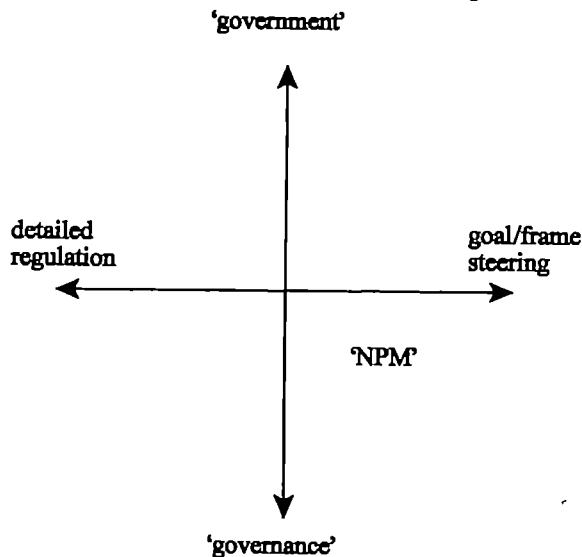 ‘government’
detailed
regulation
goal/frame
steering
‘NPM’
‘governance’